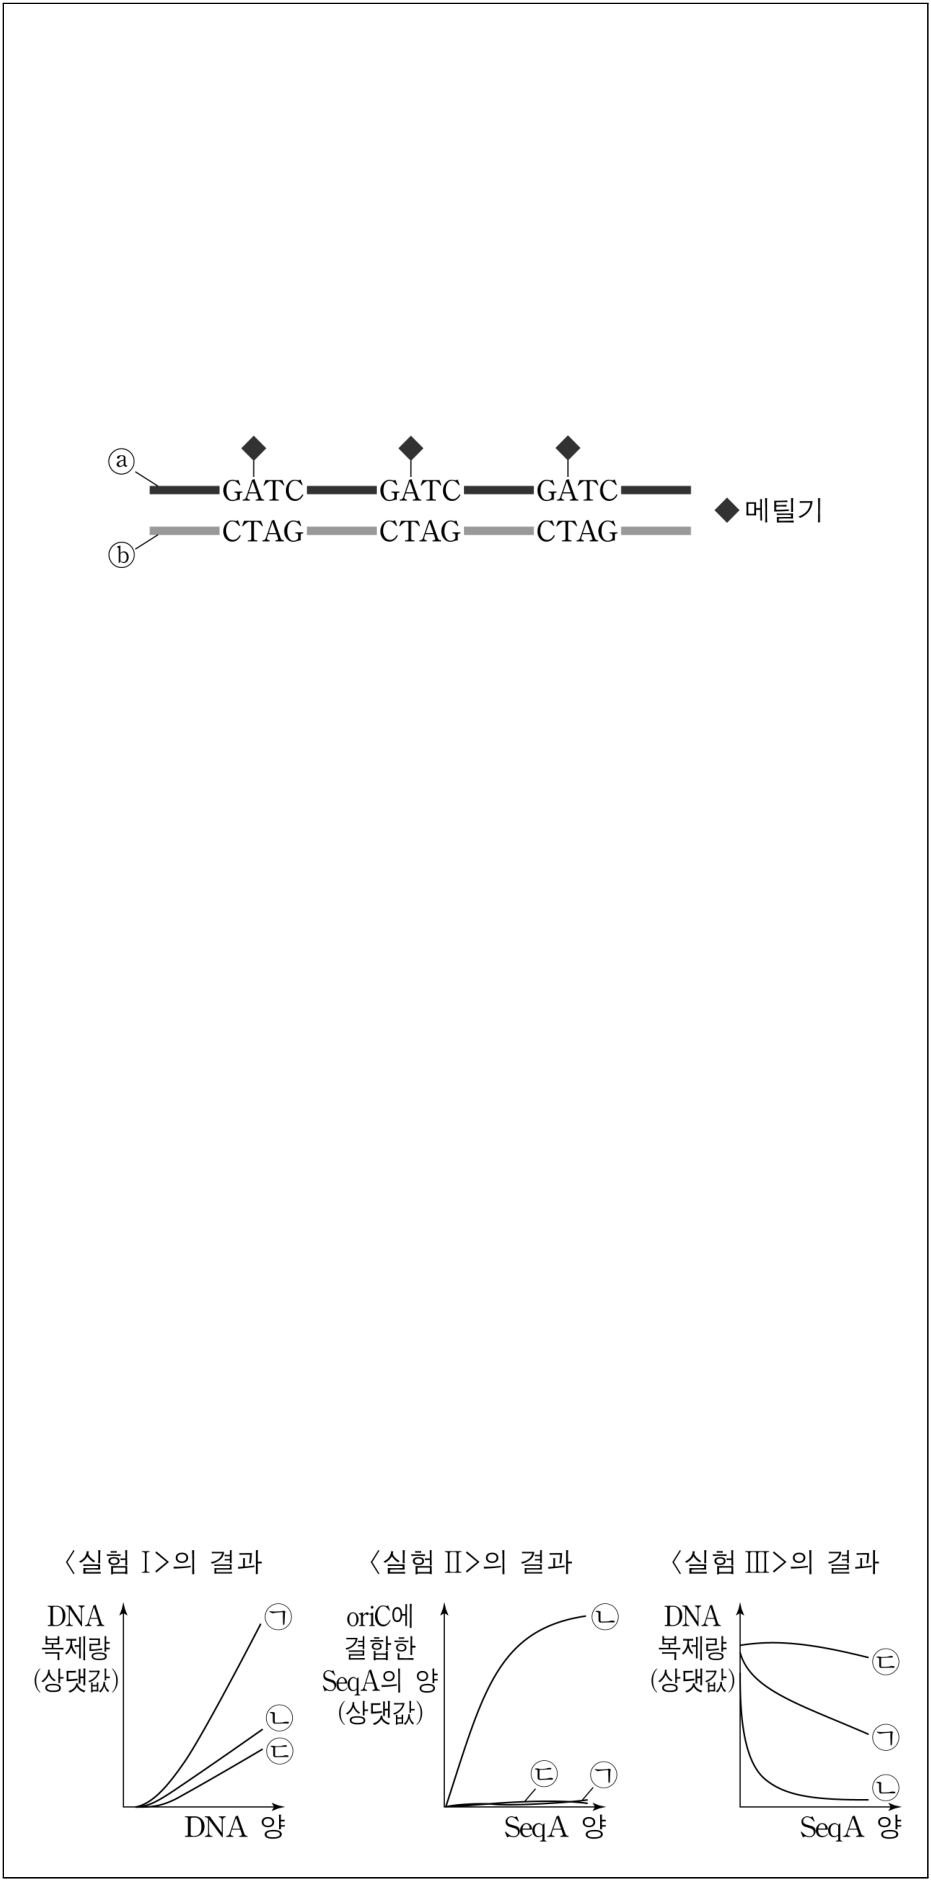 ⓐ
GATC GATC GATC
◆메틸기
CTAG CTAG CTAG
ⓑ
〈실험 Ⅰ〉의 결과
DNA
복제량
(상댓값)
㉠
㉡
㉢
DNA 양
〈실험 Ⅱ〉의 결과
oriC에
결합한
SeqA의 양
(상댓값)
㉡
㉢ ㉠
SeqA 양
〈실험 Ⅲ〉의 결과
DNA
복제량
(상댓값)
㉢
㉠
㉡
SeqA 양